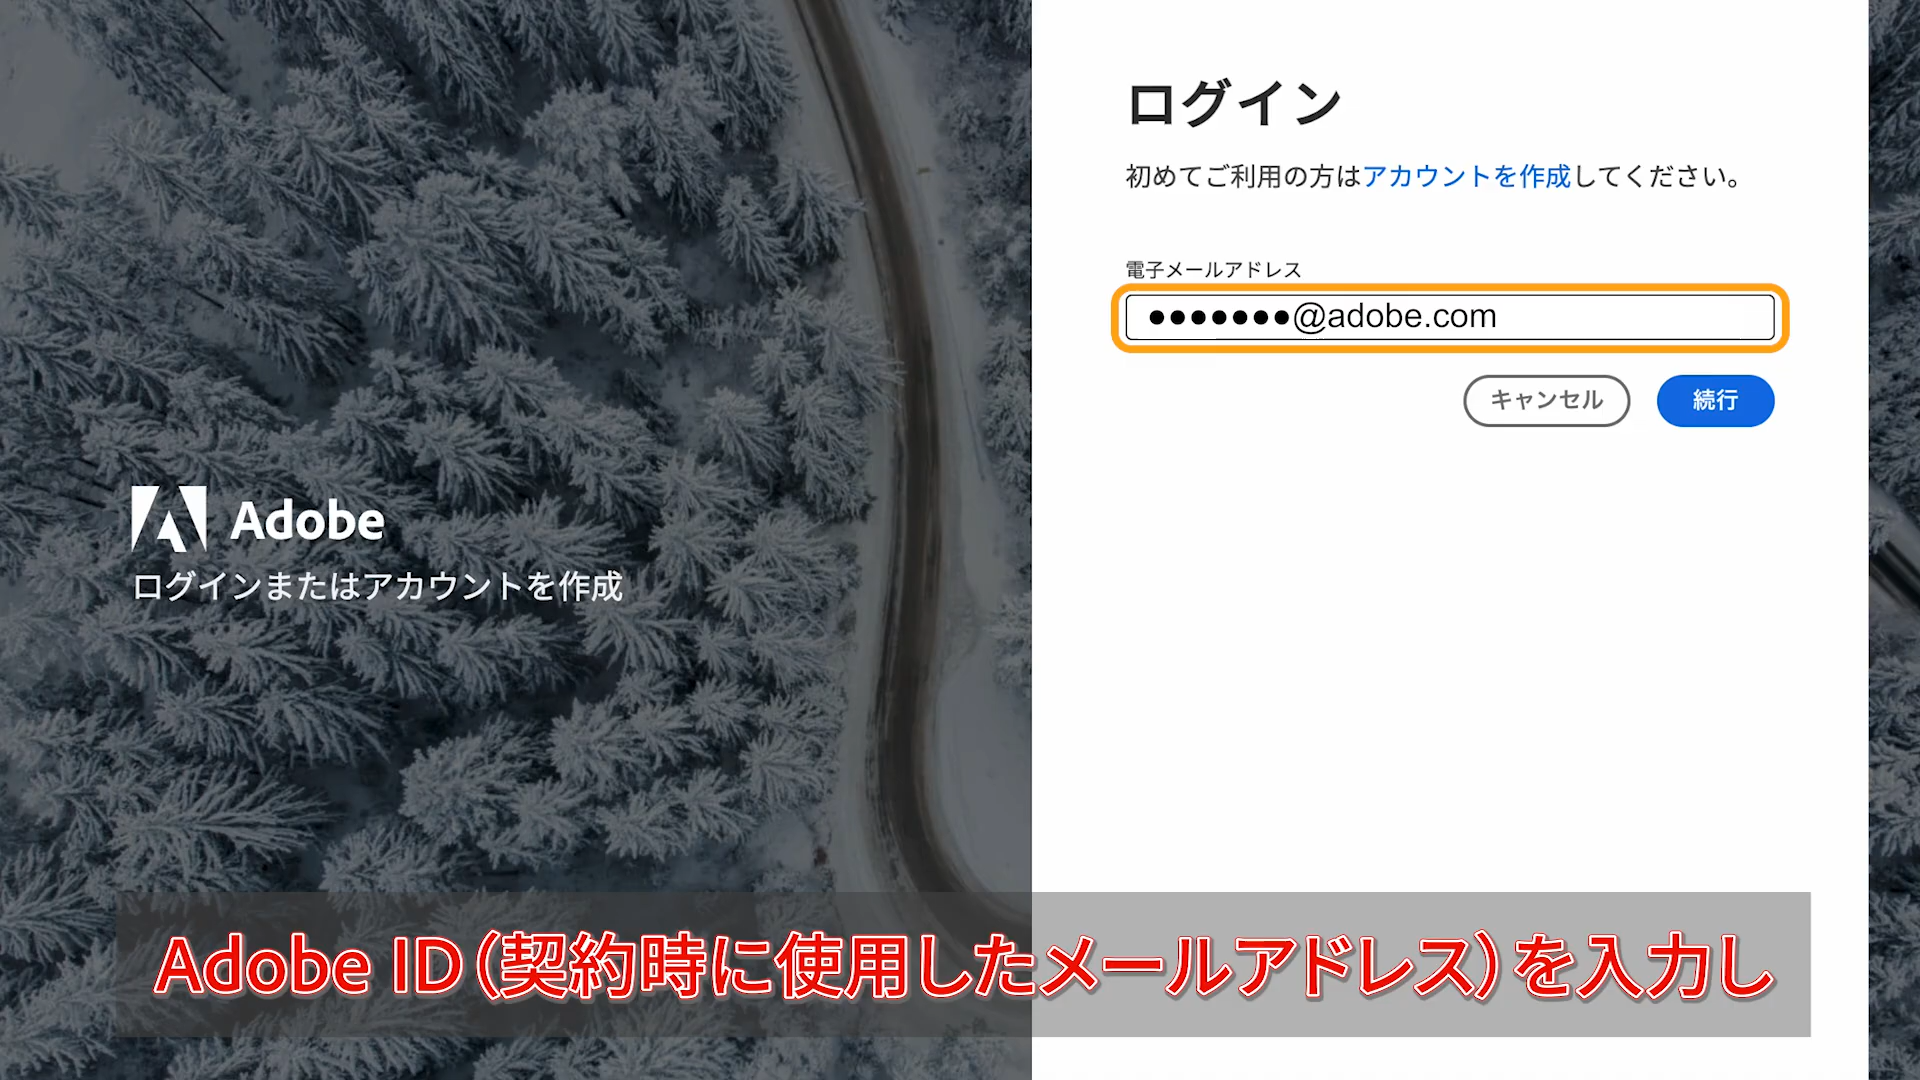 ログイン
初めてご利用の方はアカウントを作成してください。
電子メールアドレス
●●●●●●●@adobe.com
キャンセル
続行
Adobe
ログインまたはアカウントを作成
Adobe ID（契約時に使用したメールアドレス）を入力し